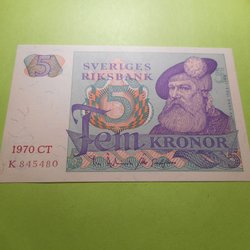 5
SVERIGES
RIKSBANK
5
Fem
KRONOR
1970 CT
K 845480